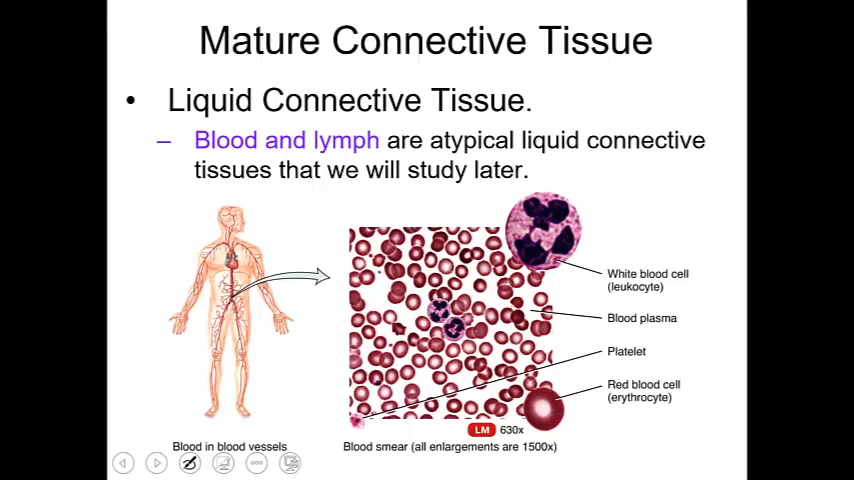 Mature Connective Tissue
• Liquid Connective Tissue.
– Blood and lymph are atypical liquid connective
tissues that we will study later.
White blood cell
(leukocyte)
Blood plasma
Platelet
Red blood cell
(erythrocyte)
LM 630x
Blood in blood vessels
Blood smear (all enlargements are 1500x)